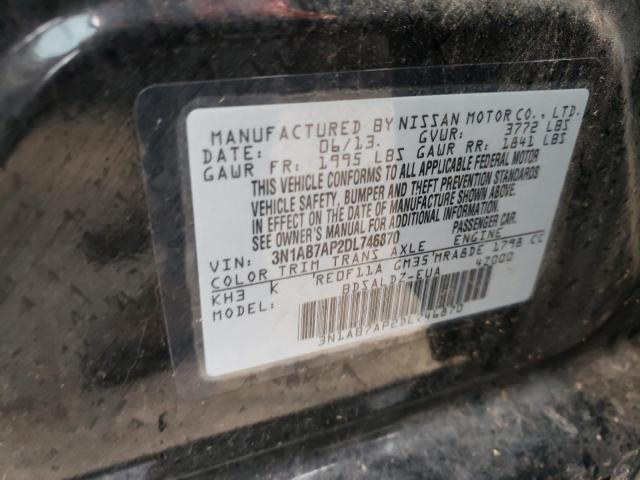 MANUFACTURED BY NISSAN MOTOR CO., LTD.
DATE: 06/13. GVWR: 3772 LBS
GAWR FR: 1995 LBS GAWR RR: 1841 LBS
THIS VEHICLE CONFORMS TO ALL APPLICABLE FEDERAL MOTOR
VEHICLE SAFETY, BUMPER AND THEFT PREVENTION STANDARDS
IN EFFECT ON THE DATE OF MANUFACTURE SHOWN ABOVE.
SEE OWNER'S MANUAL FOR ADDITIONAL INFORMATION.
VIN: 3N1AB7AP2DL746870 PASSENGER CAR.
COLOR TRIM TRANS AXLE ENGINE
KH3 K RE0F11A GM35 MRA8DE 1798 CC
MODEL: BDSALDZ-EUA 42000
3N1AB7AP2DL746870